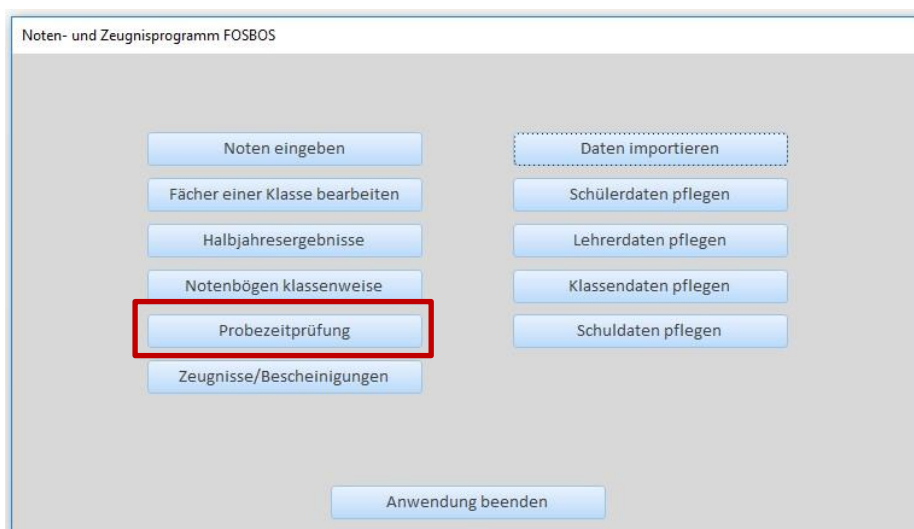 Noten- und Zeugnisprogramm FOSBOS
Noten eingeben
Daten importieren
Fächer einer Klasse bearbeiten
Schülerdaten pflegen
Halbjahresergebnisse
Lehrerdaten pflegen
Notenbögen klassenweise
Klassendaten pflegen
Probezeitprüfung
Schuldaten pflegen
Zeugnisse/Bescheinigungen
Anwendung beenden